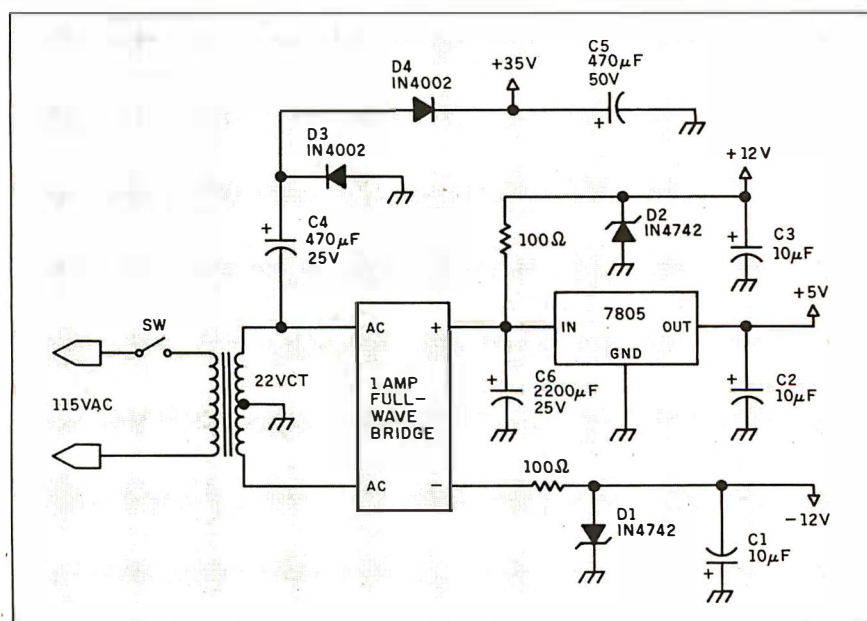 D4
IN4002
+35V
C5
470µF
50V
+
D3
IN4002
+12V
+
C4
470µF
25V
100Ω
D2
IN4742
+
C3
10µF
SW
7805
+5V
AC
+
IN
OUT
GND
115VAC
22VCT
1 AMP
FULL-
WAVE
BRIDGE
+
C6
2200µF
25V
+
C2
10µF
100Ω
AC
−
-12V
D1
IN4742
C1
10µF
+